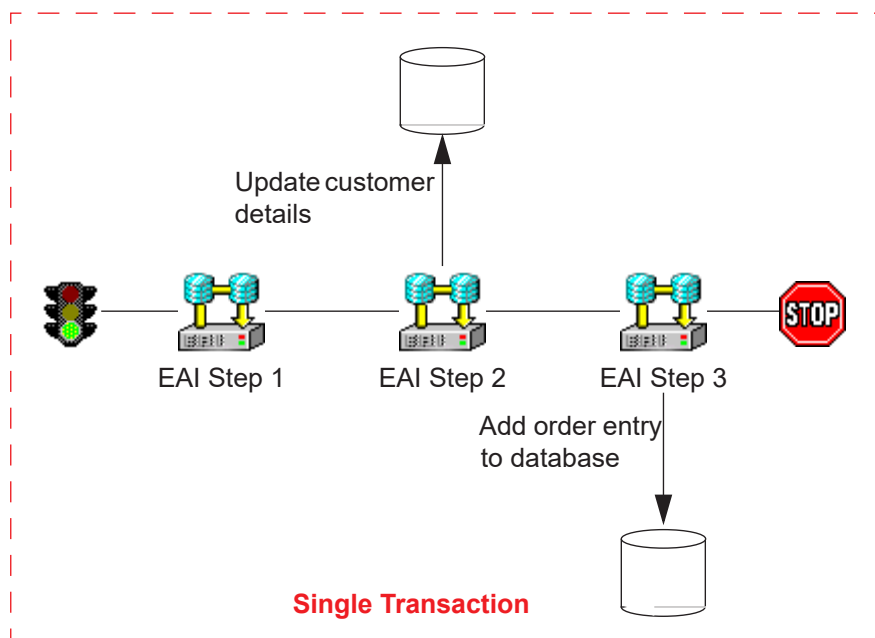 Update customer
details
STOP
EAI Step 1
EAI Step 2
EAI Step 3
Add order entry
to database
Single Transaction